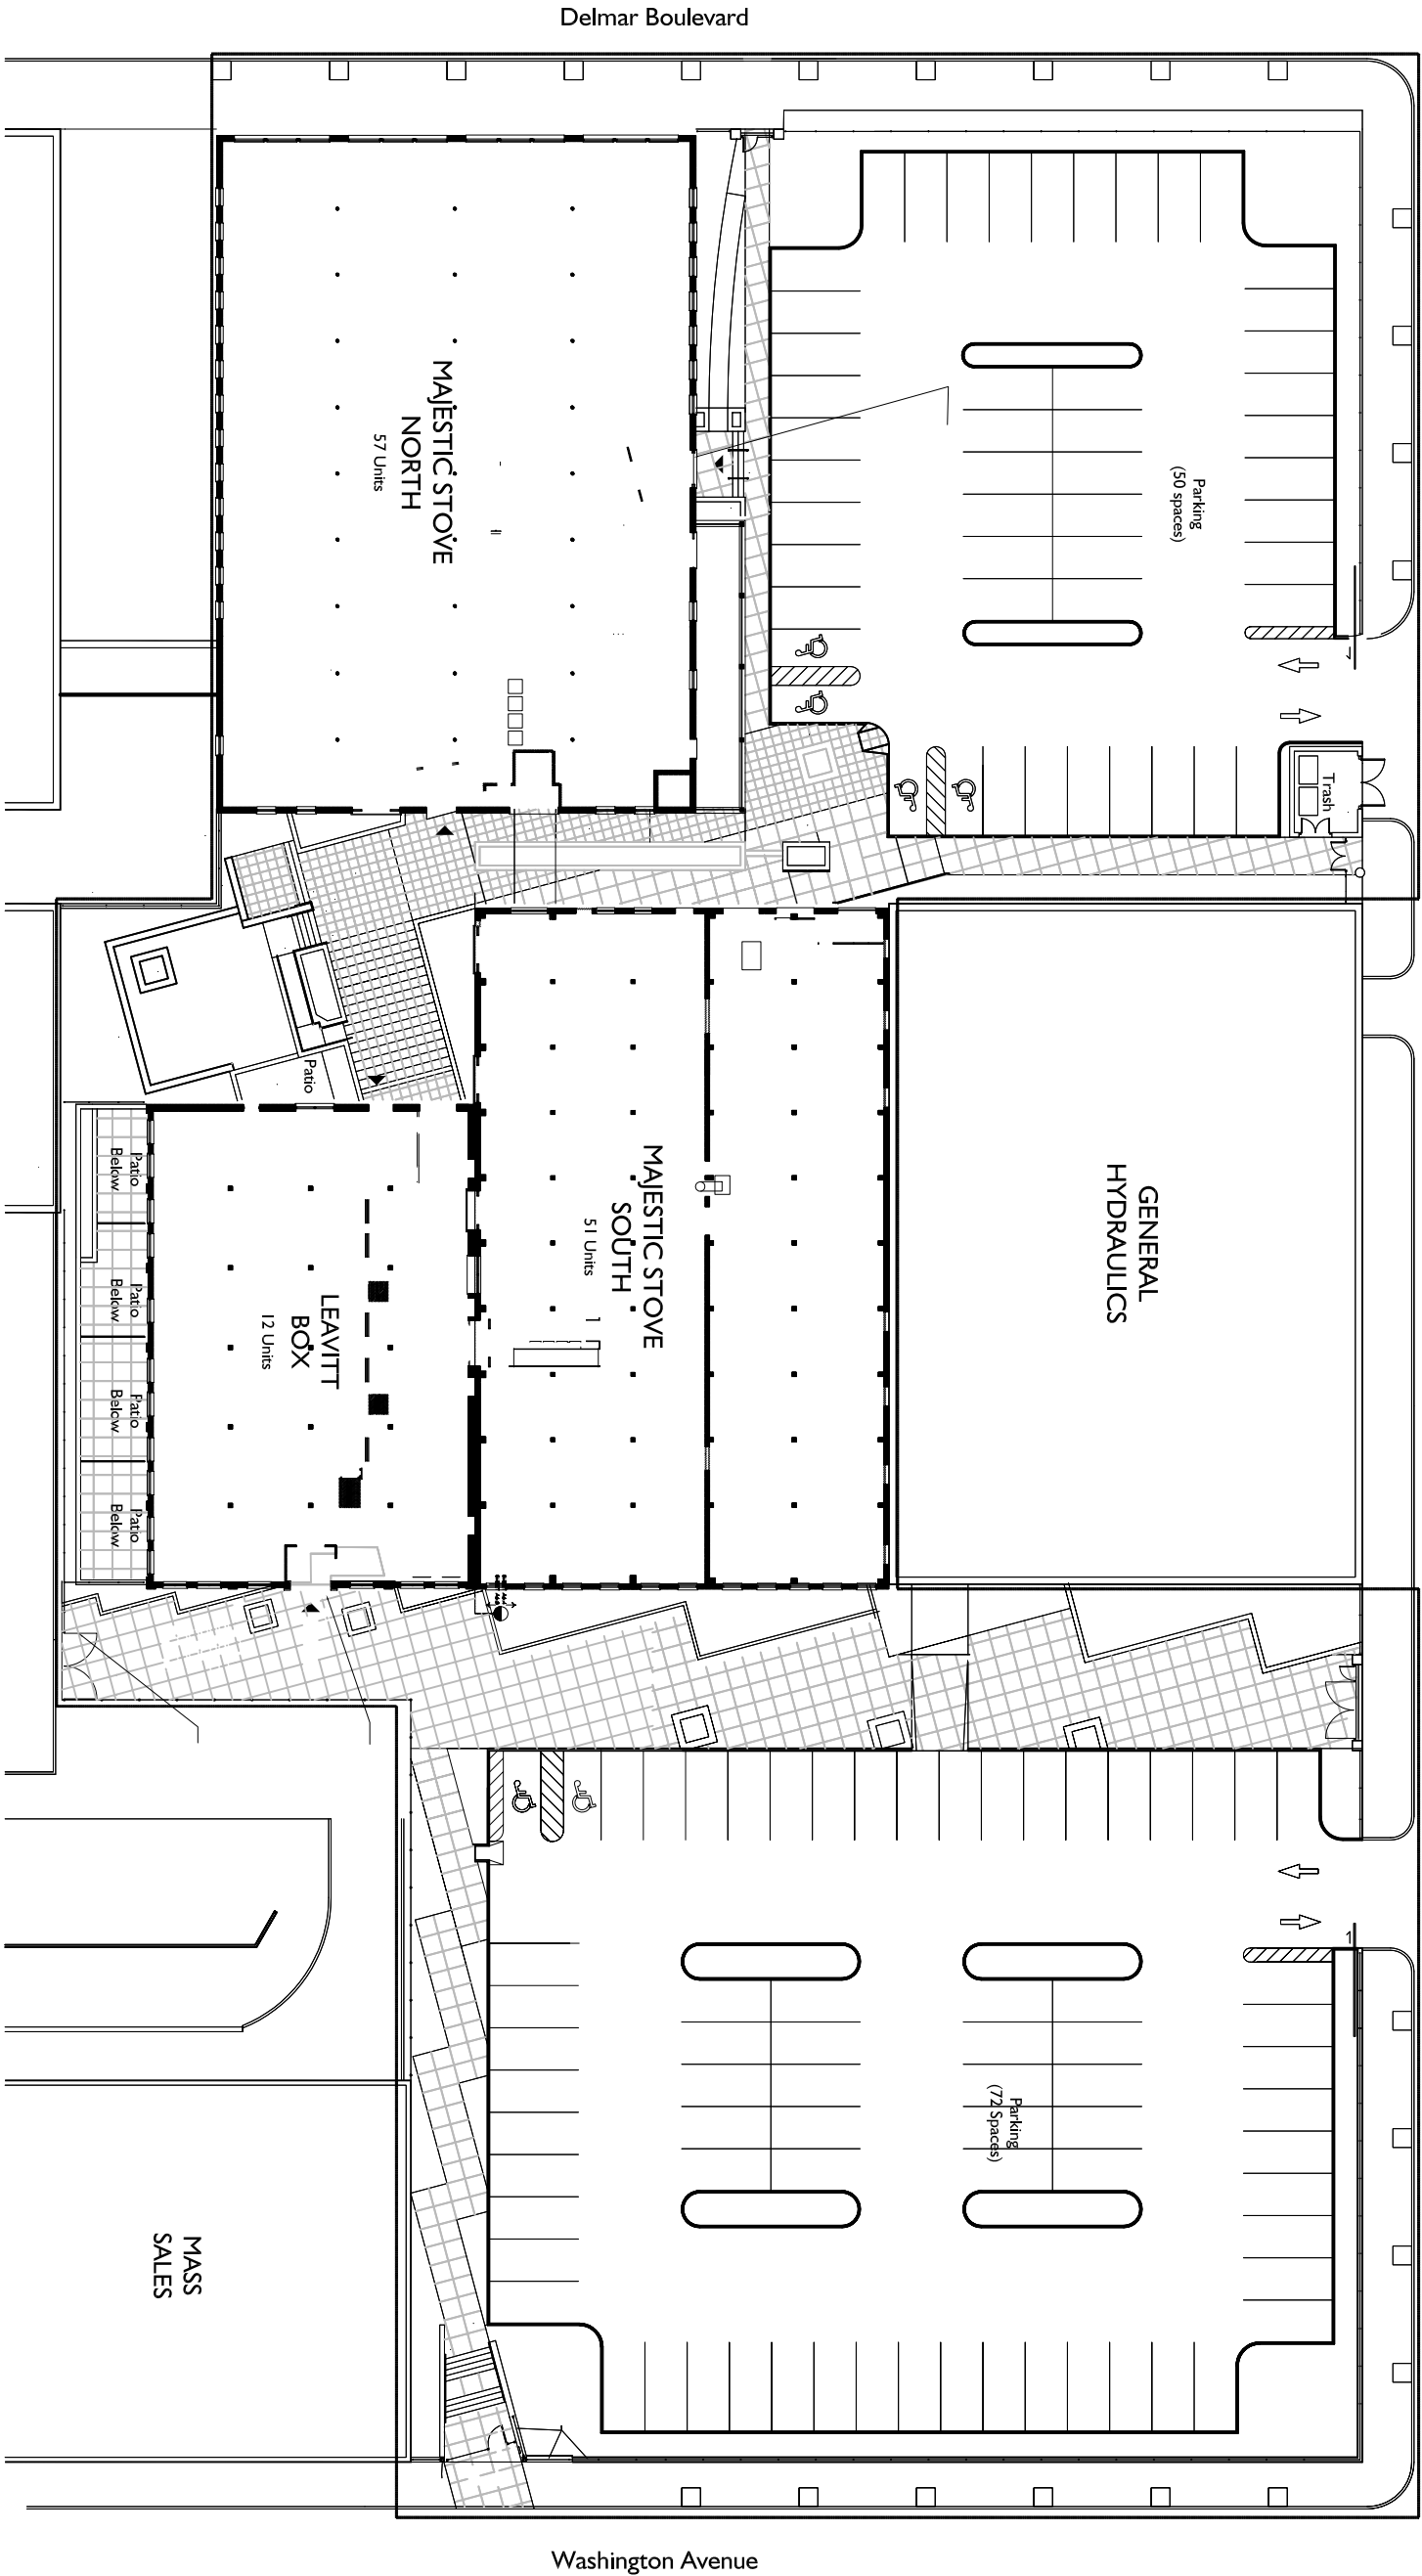 Delmar Boulevard
MAJESTIC STOVE
NORTH
57 Units
Parking
(50 spaces)
Trash
Patio
GENERAL
HYDRAULICS
MAJESTIC STOVE
SOUTH
51 Units
LEAVITT
BOX
12 Units
Patio
Below
Patio
Below
Patio
Below
Patio
Below
Parking
(72 Spaces)
MASS
SALES
Washington Avenue